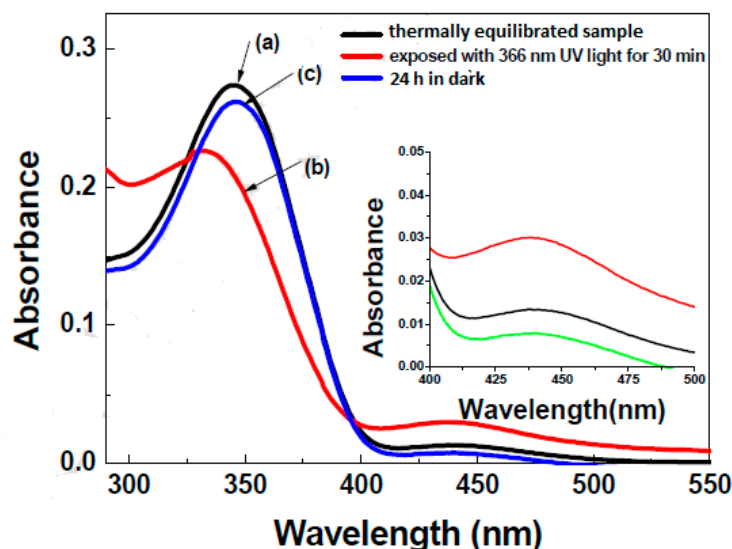 thermally equilibrated sample
exposed with 366 nm UV light for 30 min
24 h in dark
(a)
(c)
(b)
0.3
0.2
0.1
0.0
Absorbance
300 350 400 450 500 550
Wavelength (nm)
0.05
0.04
0.03
0.02
0.01
0.00
Absorbance
400 425 450 475 500
Wavelength(nm)